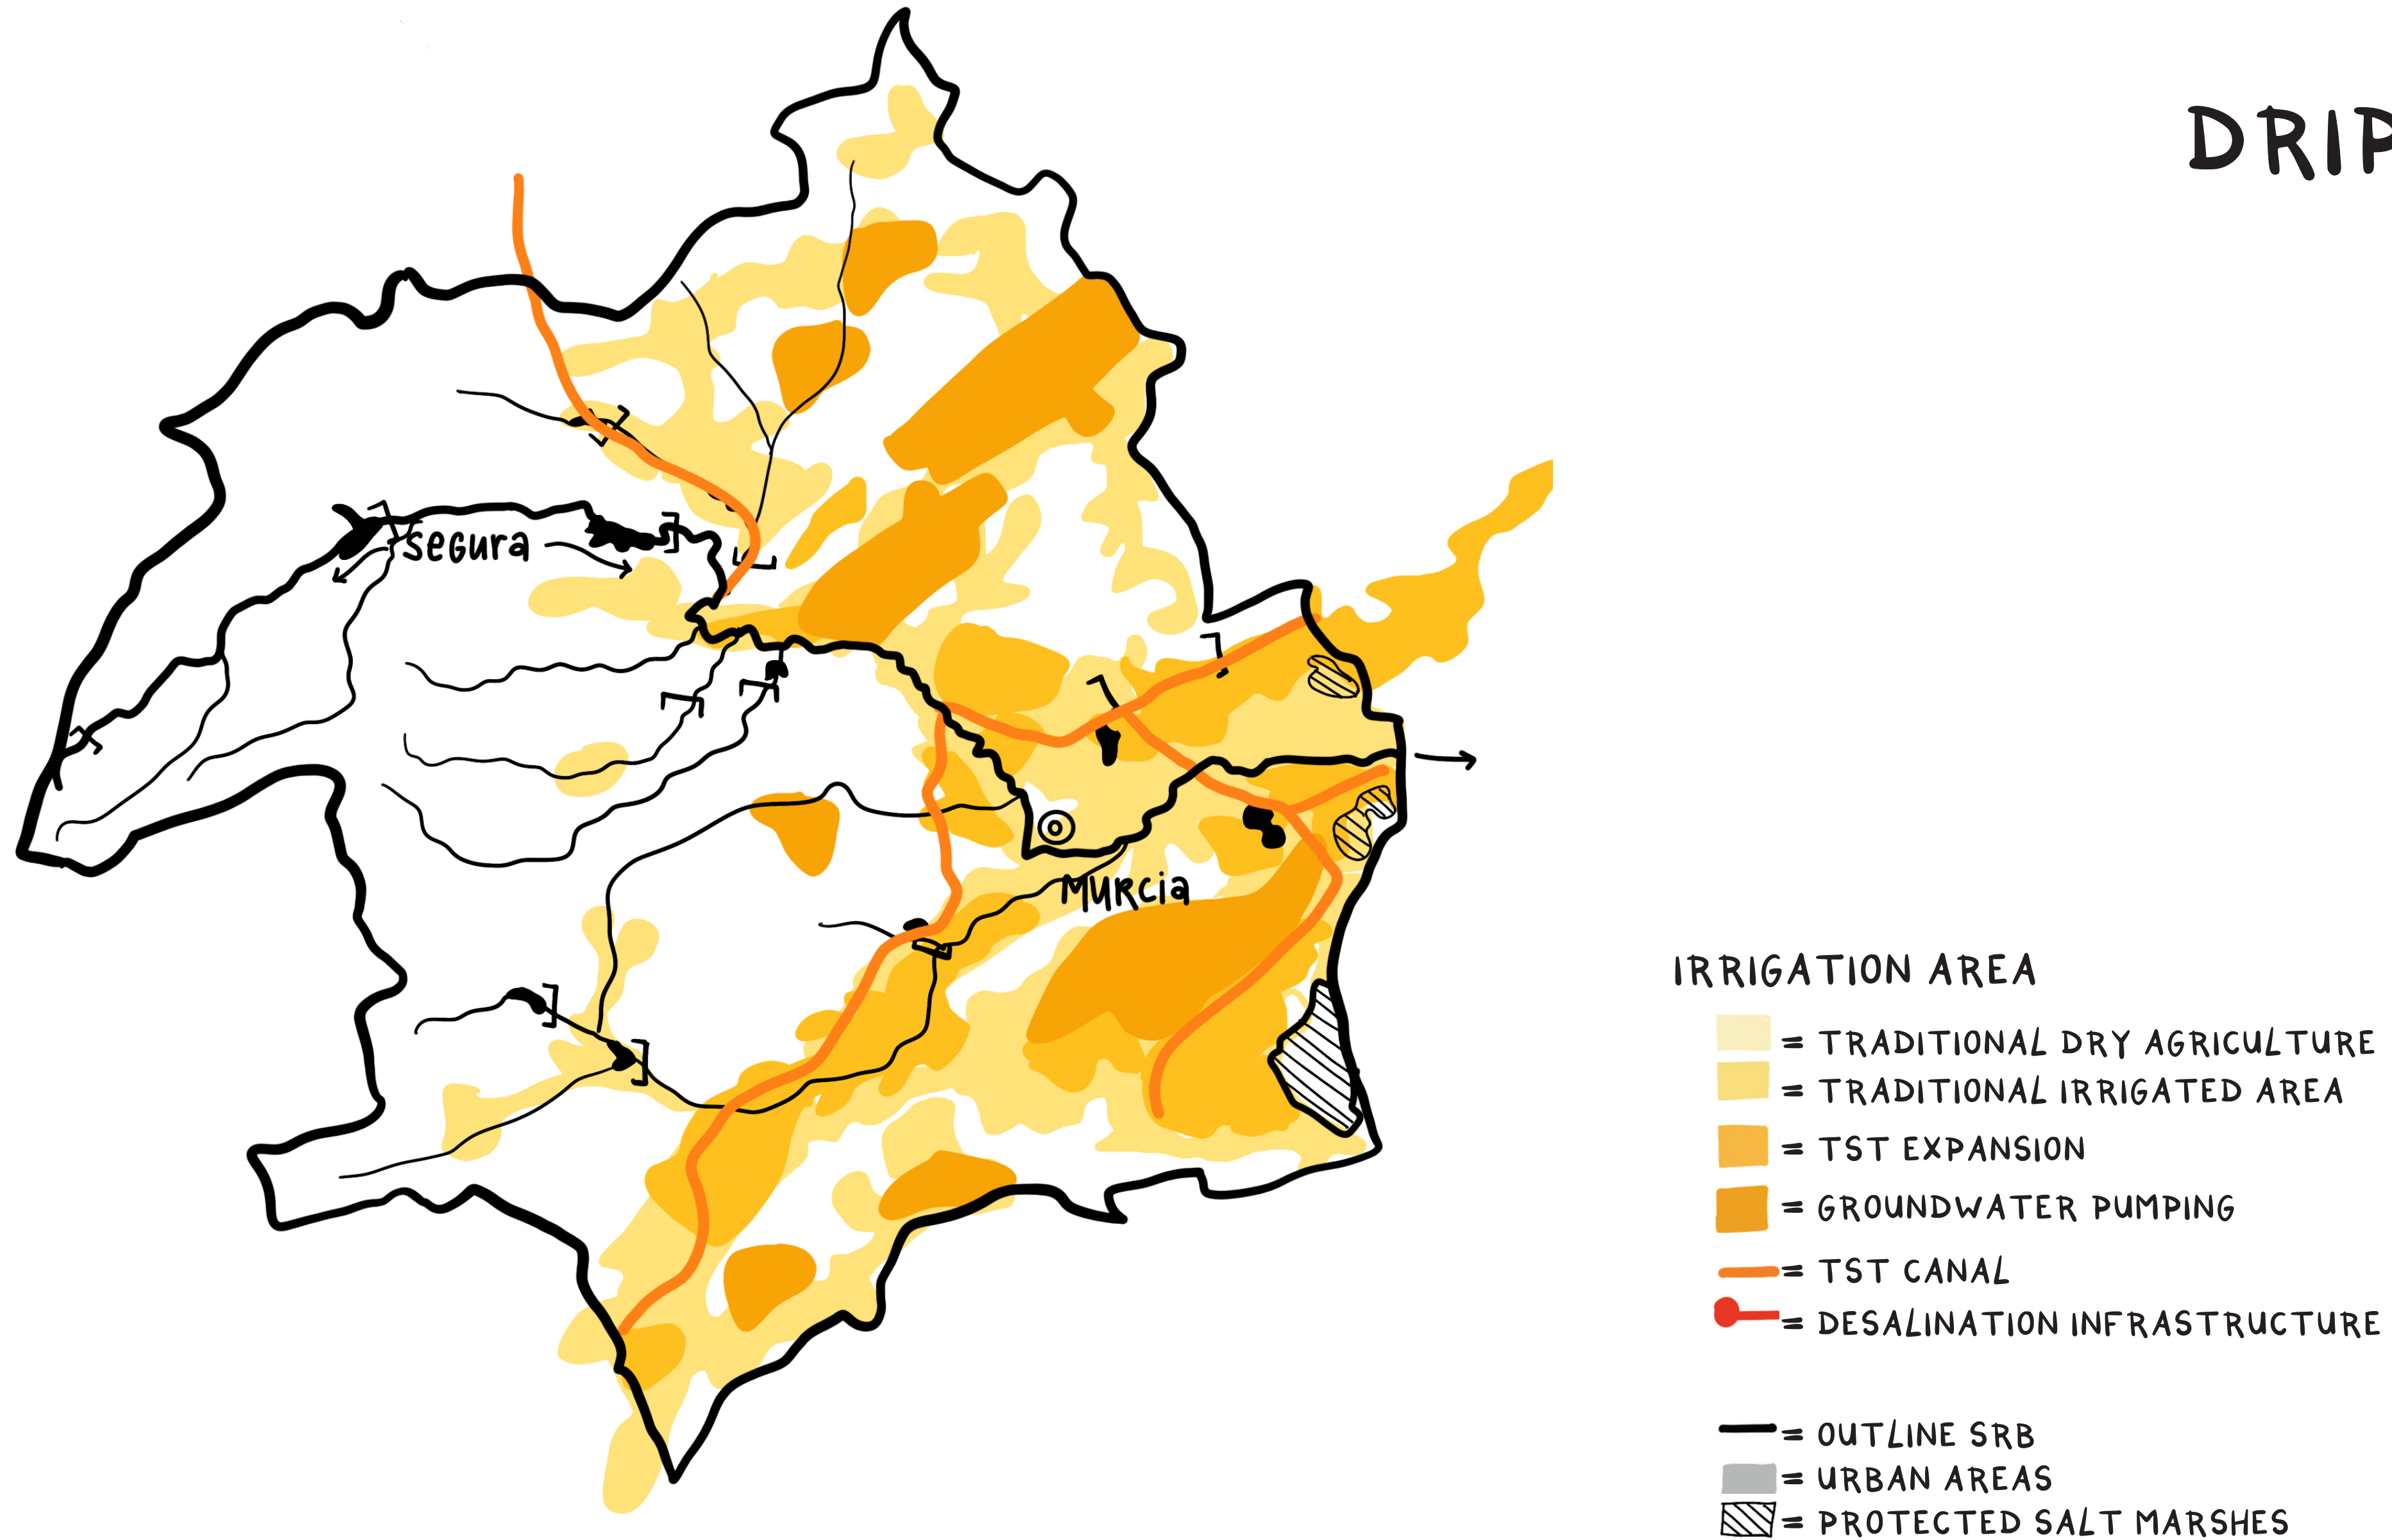 DRIP
segura
Murcia
IRRIGATION AREA
= TRADITIONAL DRY AGRICULTURE
= TRADITIONAL IRRIGATED AREA
= TST EXPANSION
= GROUNDWATER PUMPING
= TST CANAL
= DESALINATION INFRASTRUCTURE
= OUTLINE SRB
= URBAN AREAS
= PROTECTED SALT MARSHES